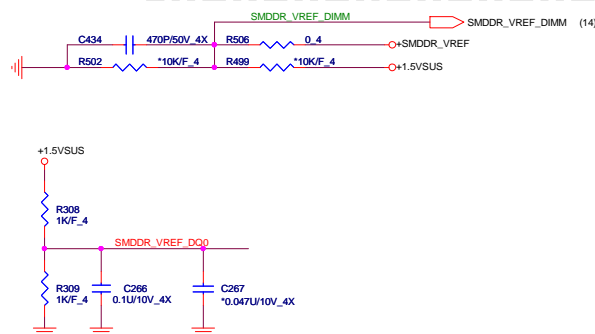 SMDDR_VREF_DIMM
SMDDR_VREF_DIMM (14)
C434 470P/50V_4X R506 0_4
+SMDDR_VREF
R502 *10K/F_4 R499 *10K/F_4
+1.5VSUS
+1.5VSUS
R308
1K/F_4
SMDDR_VREF_DQ0
R309
1K/F_4
C266
0.1U/10V_4X
C267
*0.047U/10V_4X